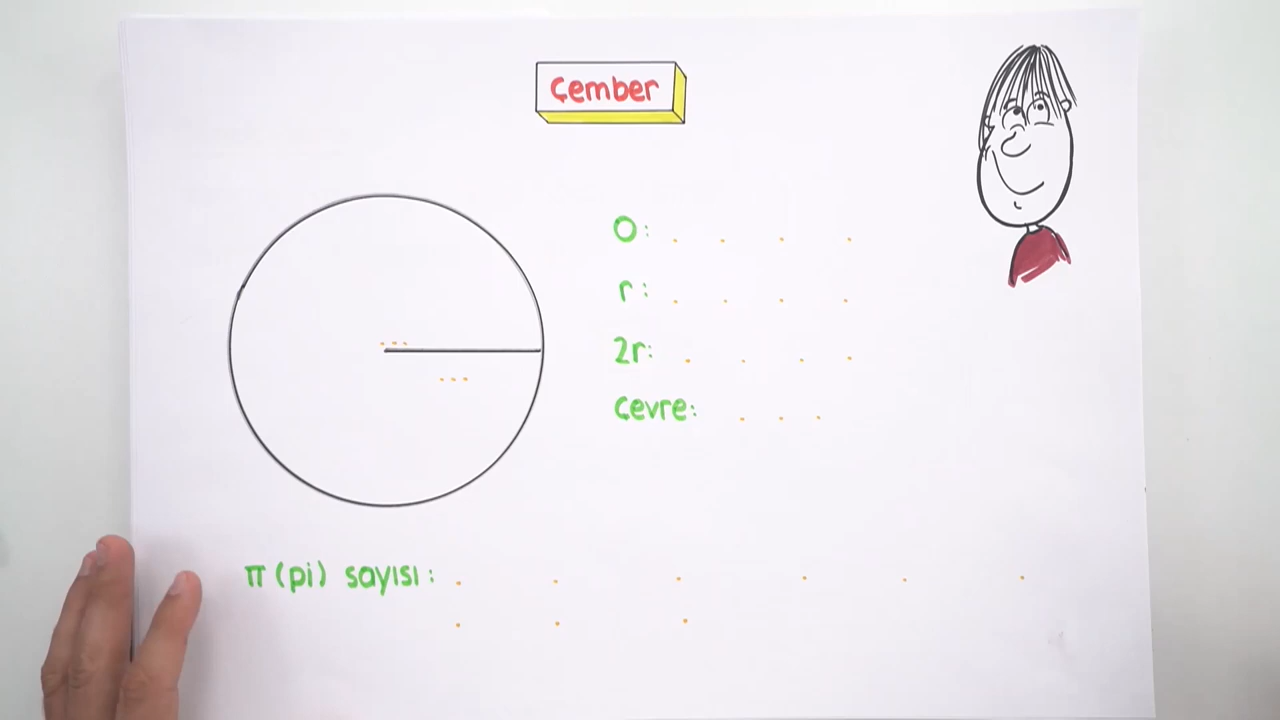 Çember
O: . . . .
r: . . . .
2r: . . . .
Çevre: . . .
...
...
π (pi) sayısı: . . . . . .
. . .